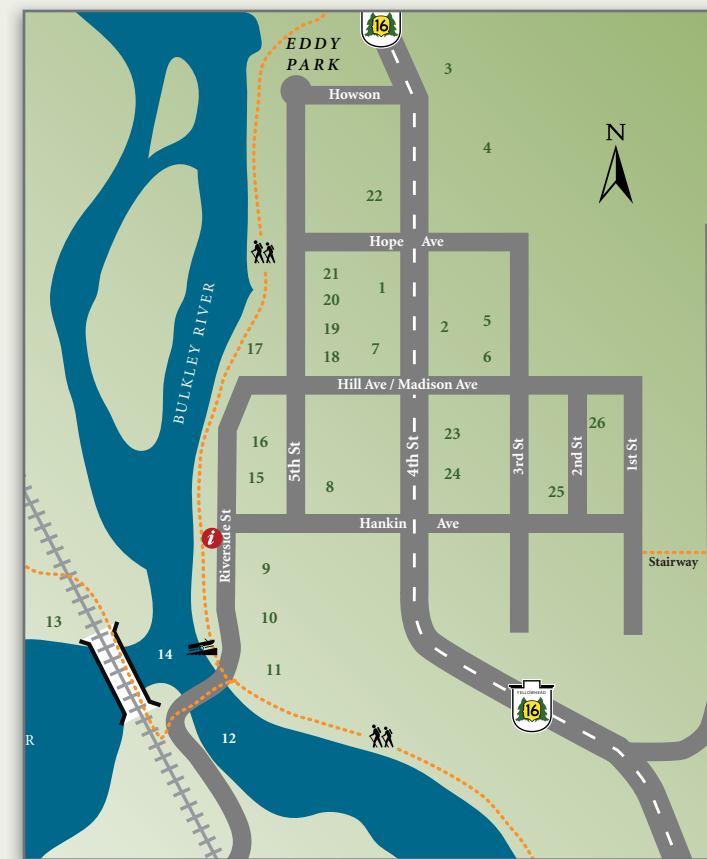 16
EDDY
PARK
3
Howson
N
4
22
Hope Ave
21
1
20
BULKLEY RIVER
19
2
5
17
18
7
6
Hill Ave / Madison Ave
26
16
23
5th St
4th St
3rd St
2nd St
1st St
15
8
24
25
Hankin Ave
i
Riverside St
Stairway
9
13
10
14
11
YELLOWHEAD
16
12
R